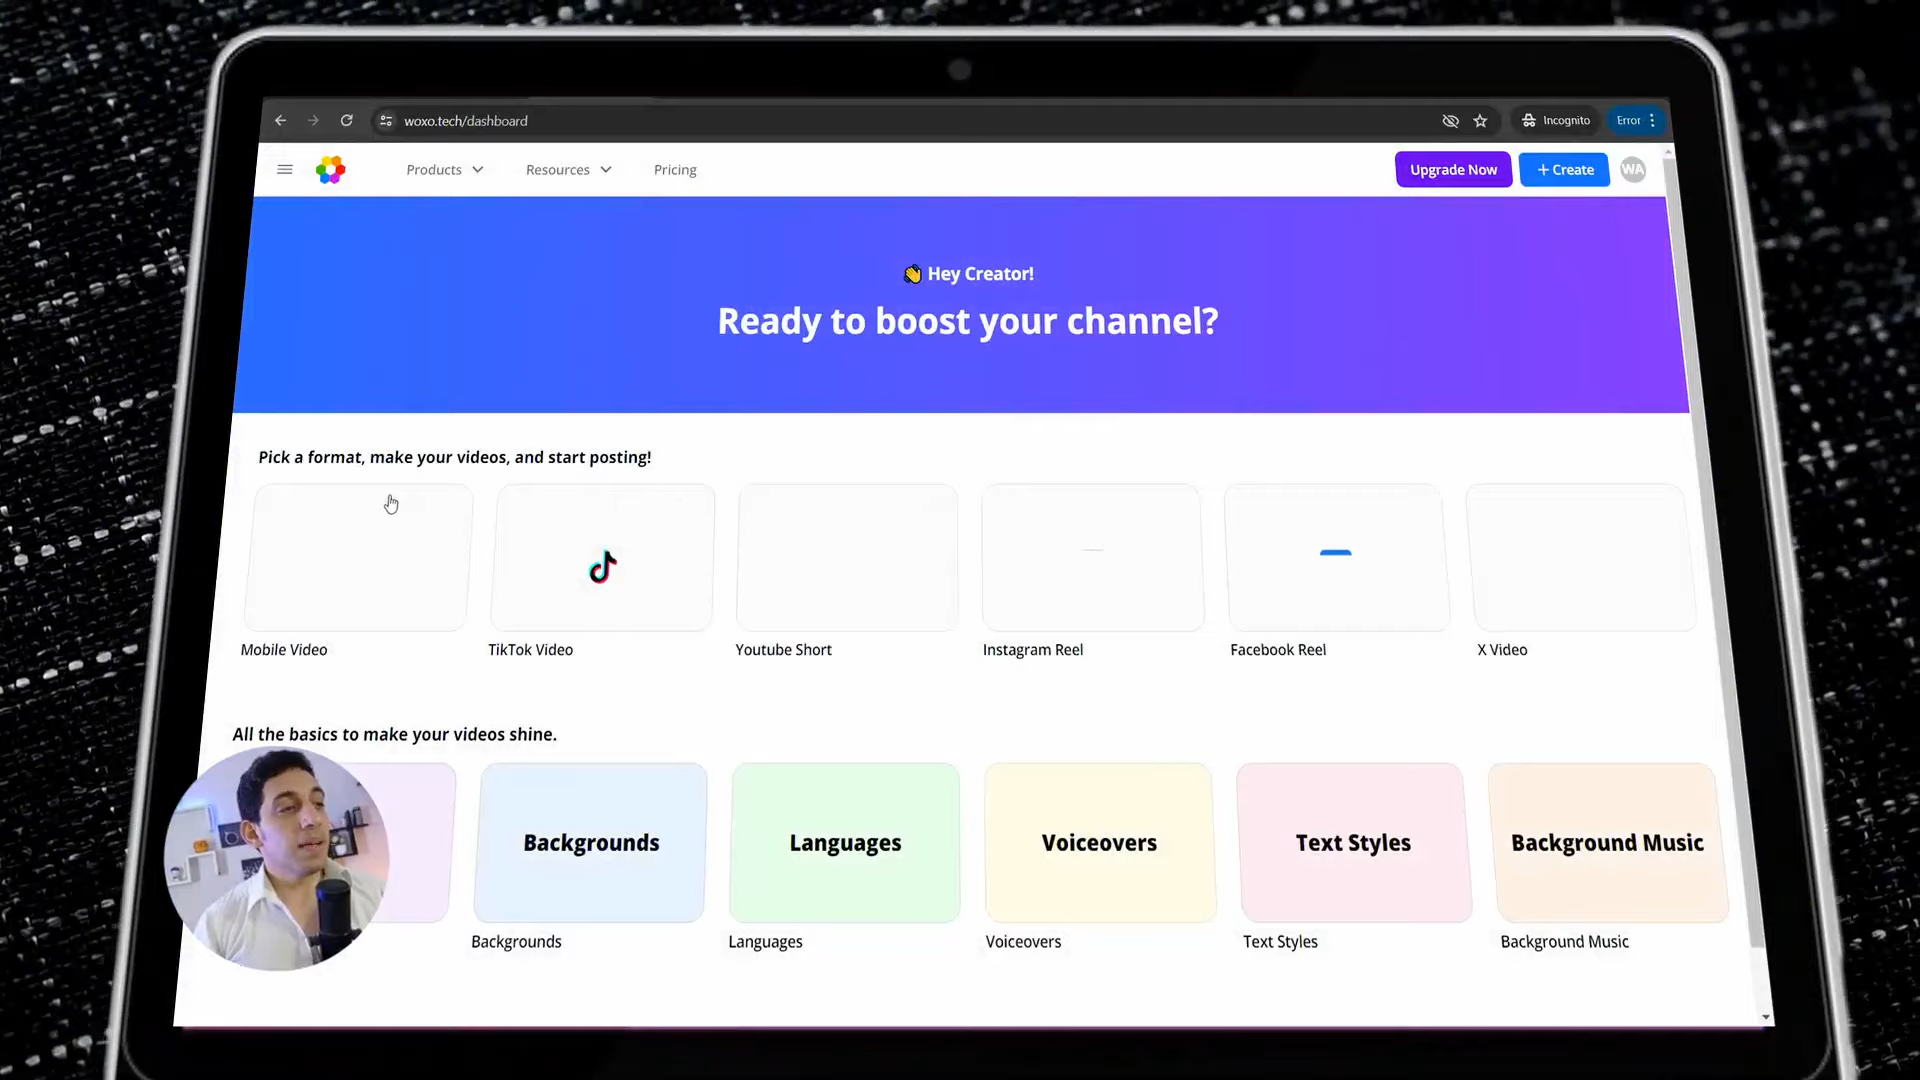 woxo.tech/dashboard
Incognito
Error
Products
Resources
Pricing
Upgrade Now
+ Create
WA
👋 Hey Creator!
Ready to boost your channel?
Pick a format, make your videos, and start posting!
Mobile Video
TikTok Video
Youtube Short
Instagram Reel
Facebook Reel
X Video
All the basics to make your videos shine.
Backgrounds
Languages
Voiceovers
Text Styles
Background Music
Backgrounds
Languages
Voiceovers
Text Styles
Background Music